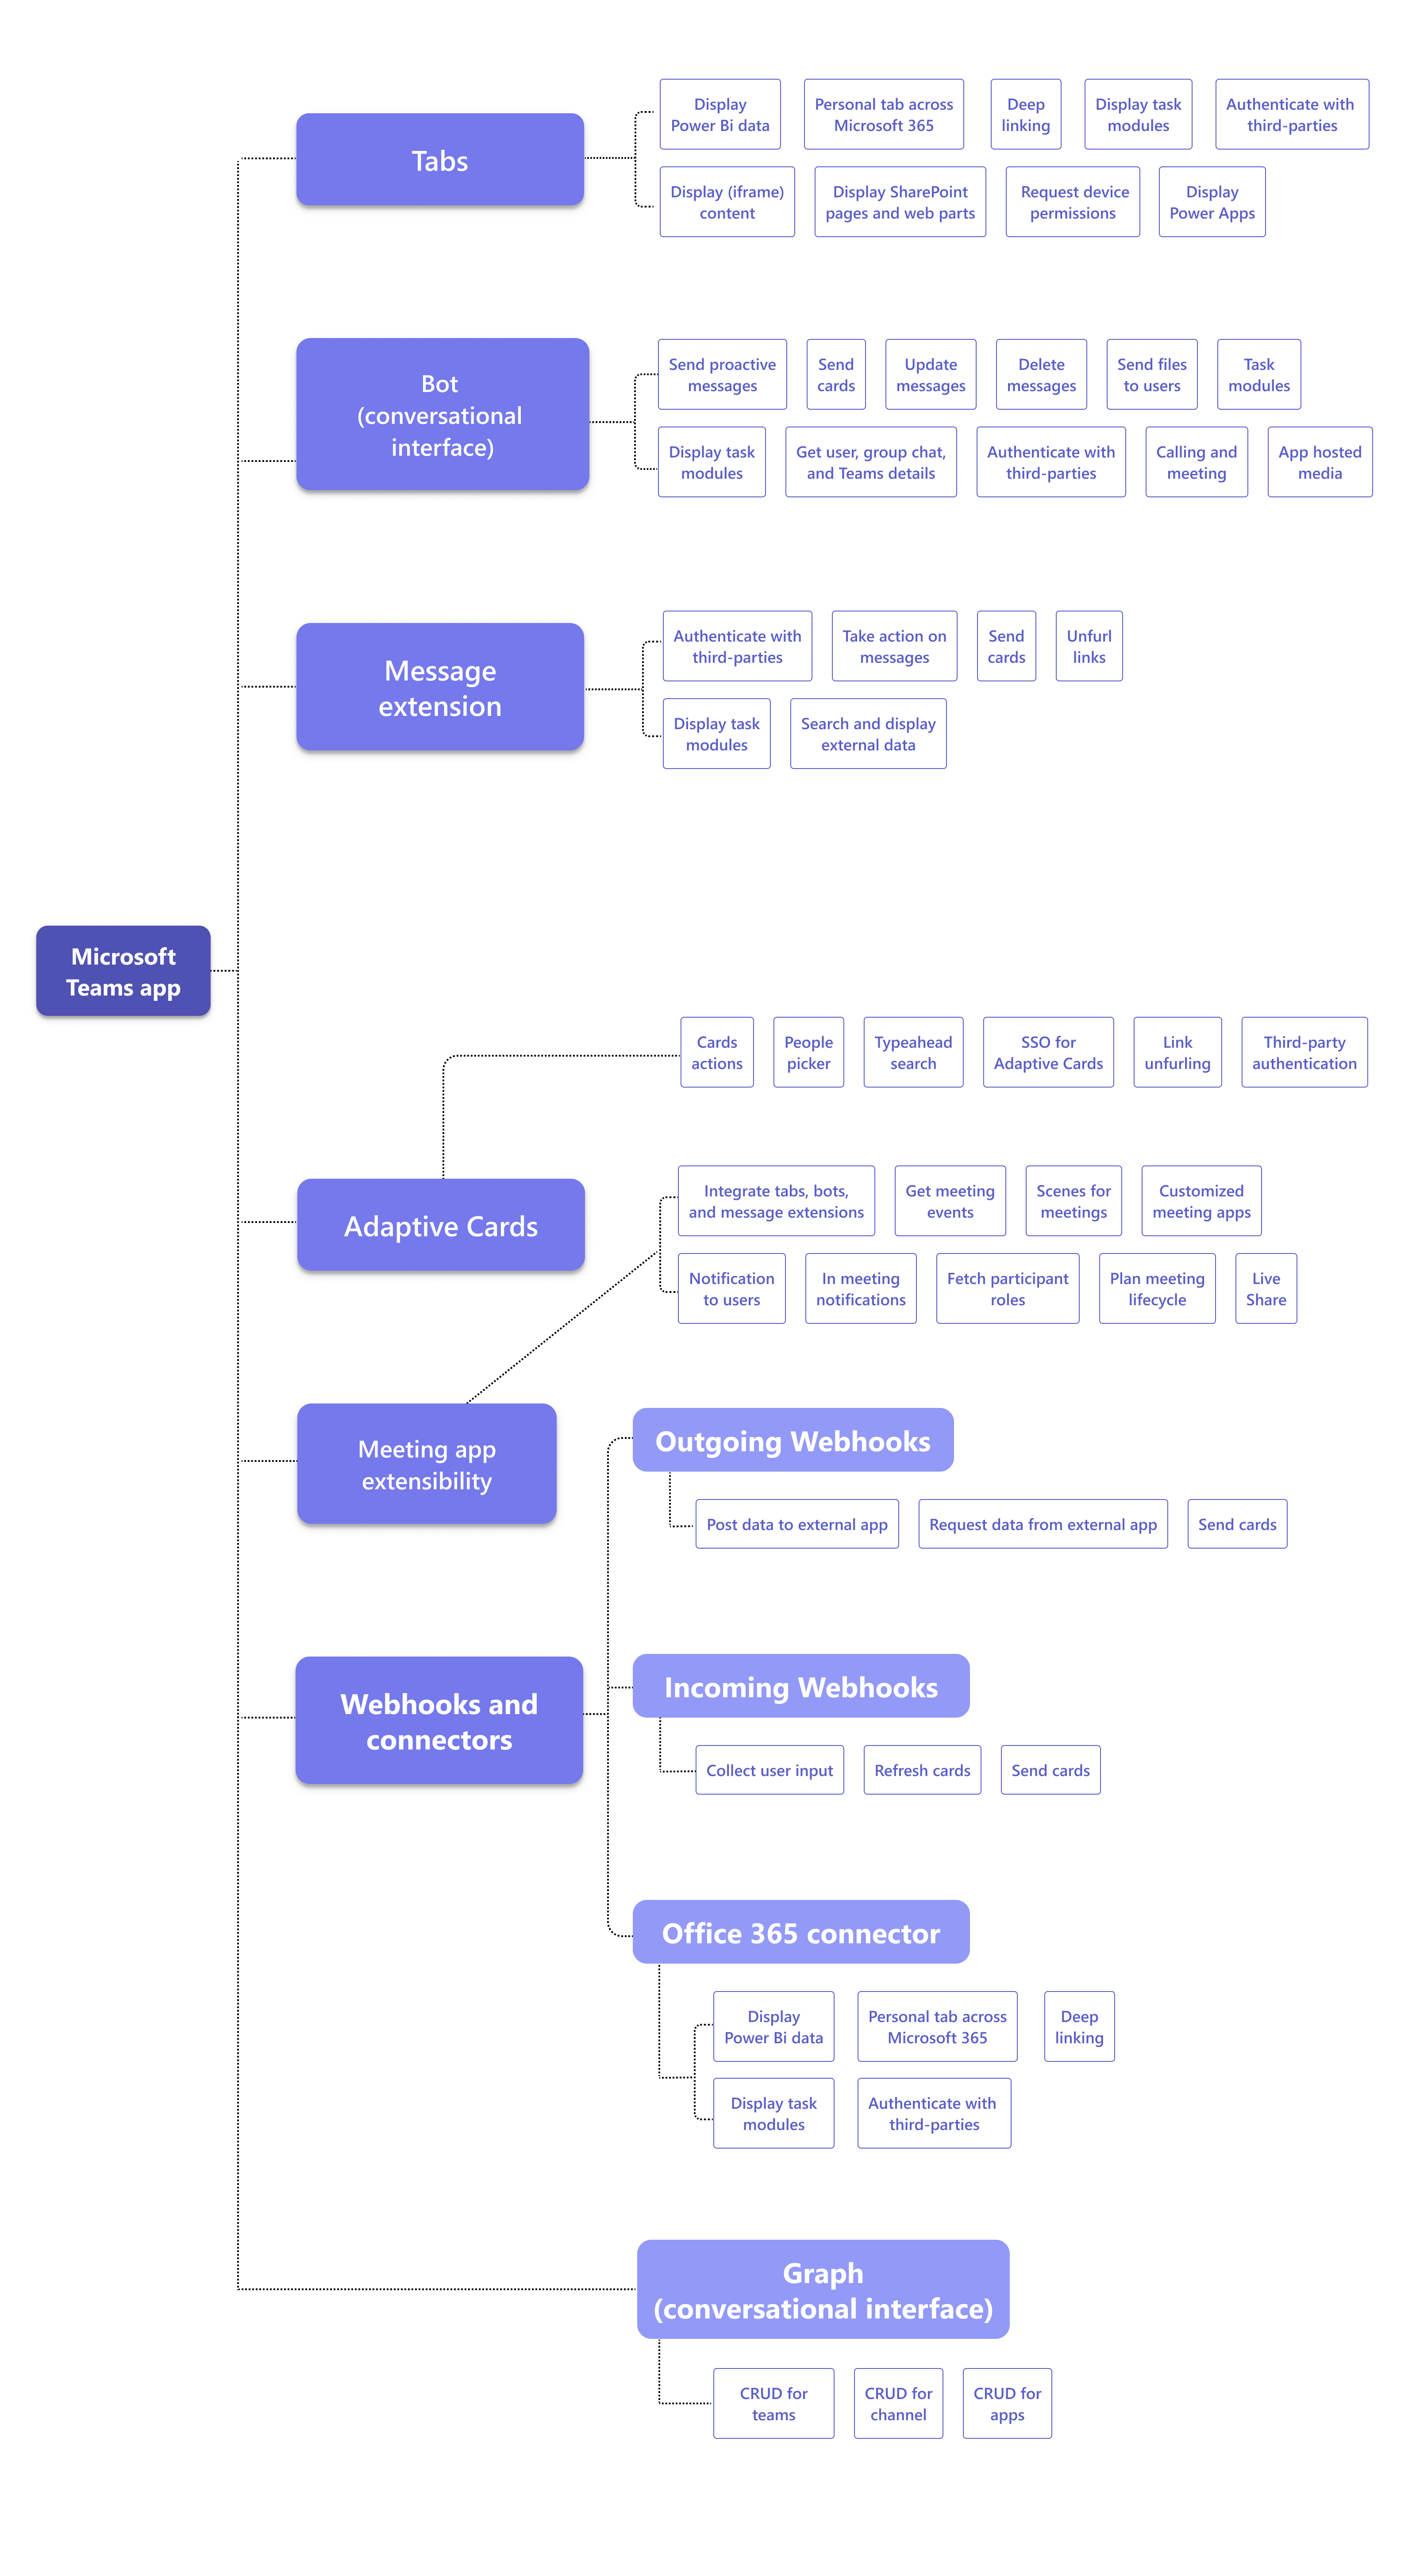 Display
Power Bi data
Personal tab across
Microsoft 365
Deep
linking
Display task
modules
Authenticate with
third-parties
Tabs
Display (iframe)
content
Display SharePoint
pages and web parts
Request device
permissions
Display
Power Apps
Bot
(conversational
interface)
Send proactive
messages
Send
cards
Update
messages
Delete
messages
Send files
to users
Task
modules
Display task
modules
Get user, group chat,
and Teams details
Authenticate with
third-parties
Calling and
meeting
App hosted
media
Message
extension
Authenticate with
third-parties
Take action on
messages
Send
cards
Unfurl
links
Display task
modules
Search and display
external data
Microsoft
Teams app
Cards
actions
People
picker
Typeahead
search
SSO for
Adaptive Cards
Link
unfurling
Third-party
authentication
Adaptive Cards
Integrate tabs, bots,
and message extensions
Get meeting
events
Scenes for
meetings
Customized
meeting apps
Notification
to users
In meeting
notifications
Fetch participant
roles
Plan meeting
lifecycle
Live
Share
Meeting app
extensibility
Outgoing Webhooks
Post data to external app
Request data from external app
Send cards
Webhooks and
connectors
Incoming Webhooks
Collect user input
Refresh cards
Send cards
Office 365 connector
Display
Power Bi data
Personal tab across
Microsoft 365
Deep
linking
Display task
modules
Authenticate with
third-parties
Graph
(conversational interface)
CRUD for
teams
CRUD for
channel
CRUD for
apps